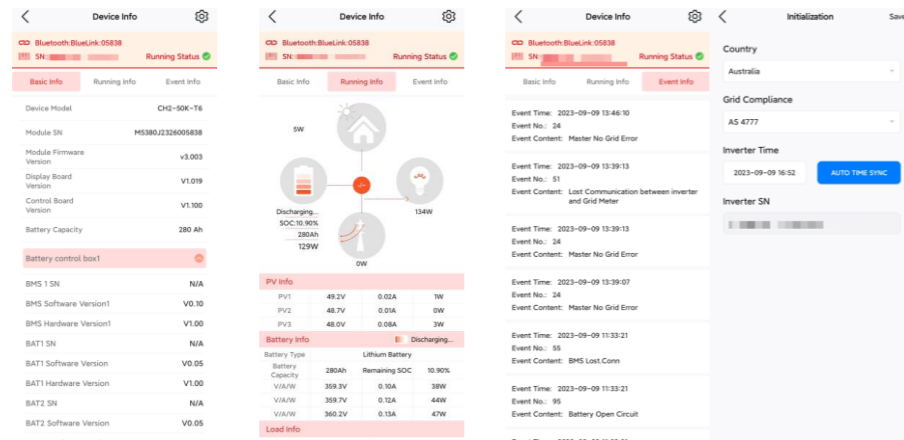 Device Info
Bluetooth:BlueLink:05838
SN:
Running Status
Basic Info
Running Info
Event Info
Device Model CH2-50K-T6
Module SN MS380J2326005838
Module Firmware
Version v3.003
Display Board
Version V1.019
Control Board
Version V1.100
Battery Capacity 280 Ah
Battery control box1
BMS 1 SN N/A
BMS Software Version1 V0.10
BMS Hardware Version1 V1.00
BAT1 SN N/A
BAT1 Software Version V0.05
BAT1 Hardware Version V1.00
BAT2 SN N/A
BAT2 Software Version V0.05
Device Info
Bluetooth:BlueLink:05838
SN:
Running Status
Basic Info
Running Info
Event Info
5W
Discharging...
SOC:10.90%
280Ah
129W
134W
0W
PV Info
PV1 49.2V 0.02A 1W
PV2 48.7V 0.01A 0W
PV3 48.0V 0.08A 3W
Battery Info Discharging...
Battery Type Lithium Battery
Battery
Capacity 280Ah Remaining SOC 10.90%
V/A/W 359.3V 0.10A 38W
V/A/W 359.7V 0.12A 44W
V/A/W 360.2V 0.13A 47W
Load Info
Device Info
Bluetooth:BlueLink:05838
SN:
Running Status
Basic Info
Running Info
Event Info
Event Time: 2023-09-09 13:46:10
Event No.: 24
Event Content: Master No Grid Error
Event Time: 2023-09-09 13:39:13
Event No.: 51
Event Content: Lost Communication between inverter
and Grid Meter
Event Time: 2023-09-09 13:39:13
Event No.: 24
Event Content: Master No Grid Error
Event Time: 2023-09-09 13:39:07
Event No.: 24
Event Content: Master No Grid Error
Event Time: 2023-09-09 11:33:21
Event No.: 55
Event Content: BMS Lost.Conn
Event Time: 2023-09-09 11:33:21
Event No.: 95
Event Content: Battery Open Circuit
Initialization
Save
Country
Australia
Grid Compliance
AS 4777
Inverter Time
2023-09-09 16:52
AUTO TIME SYNC
Inverter SN